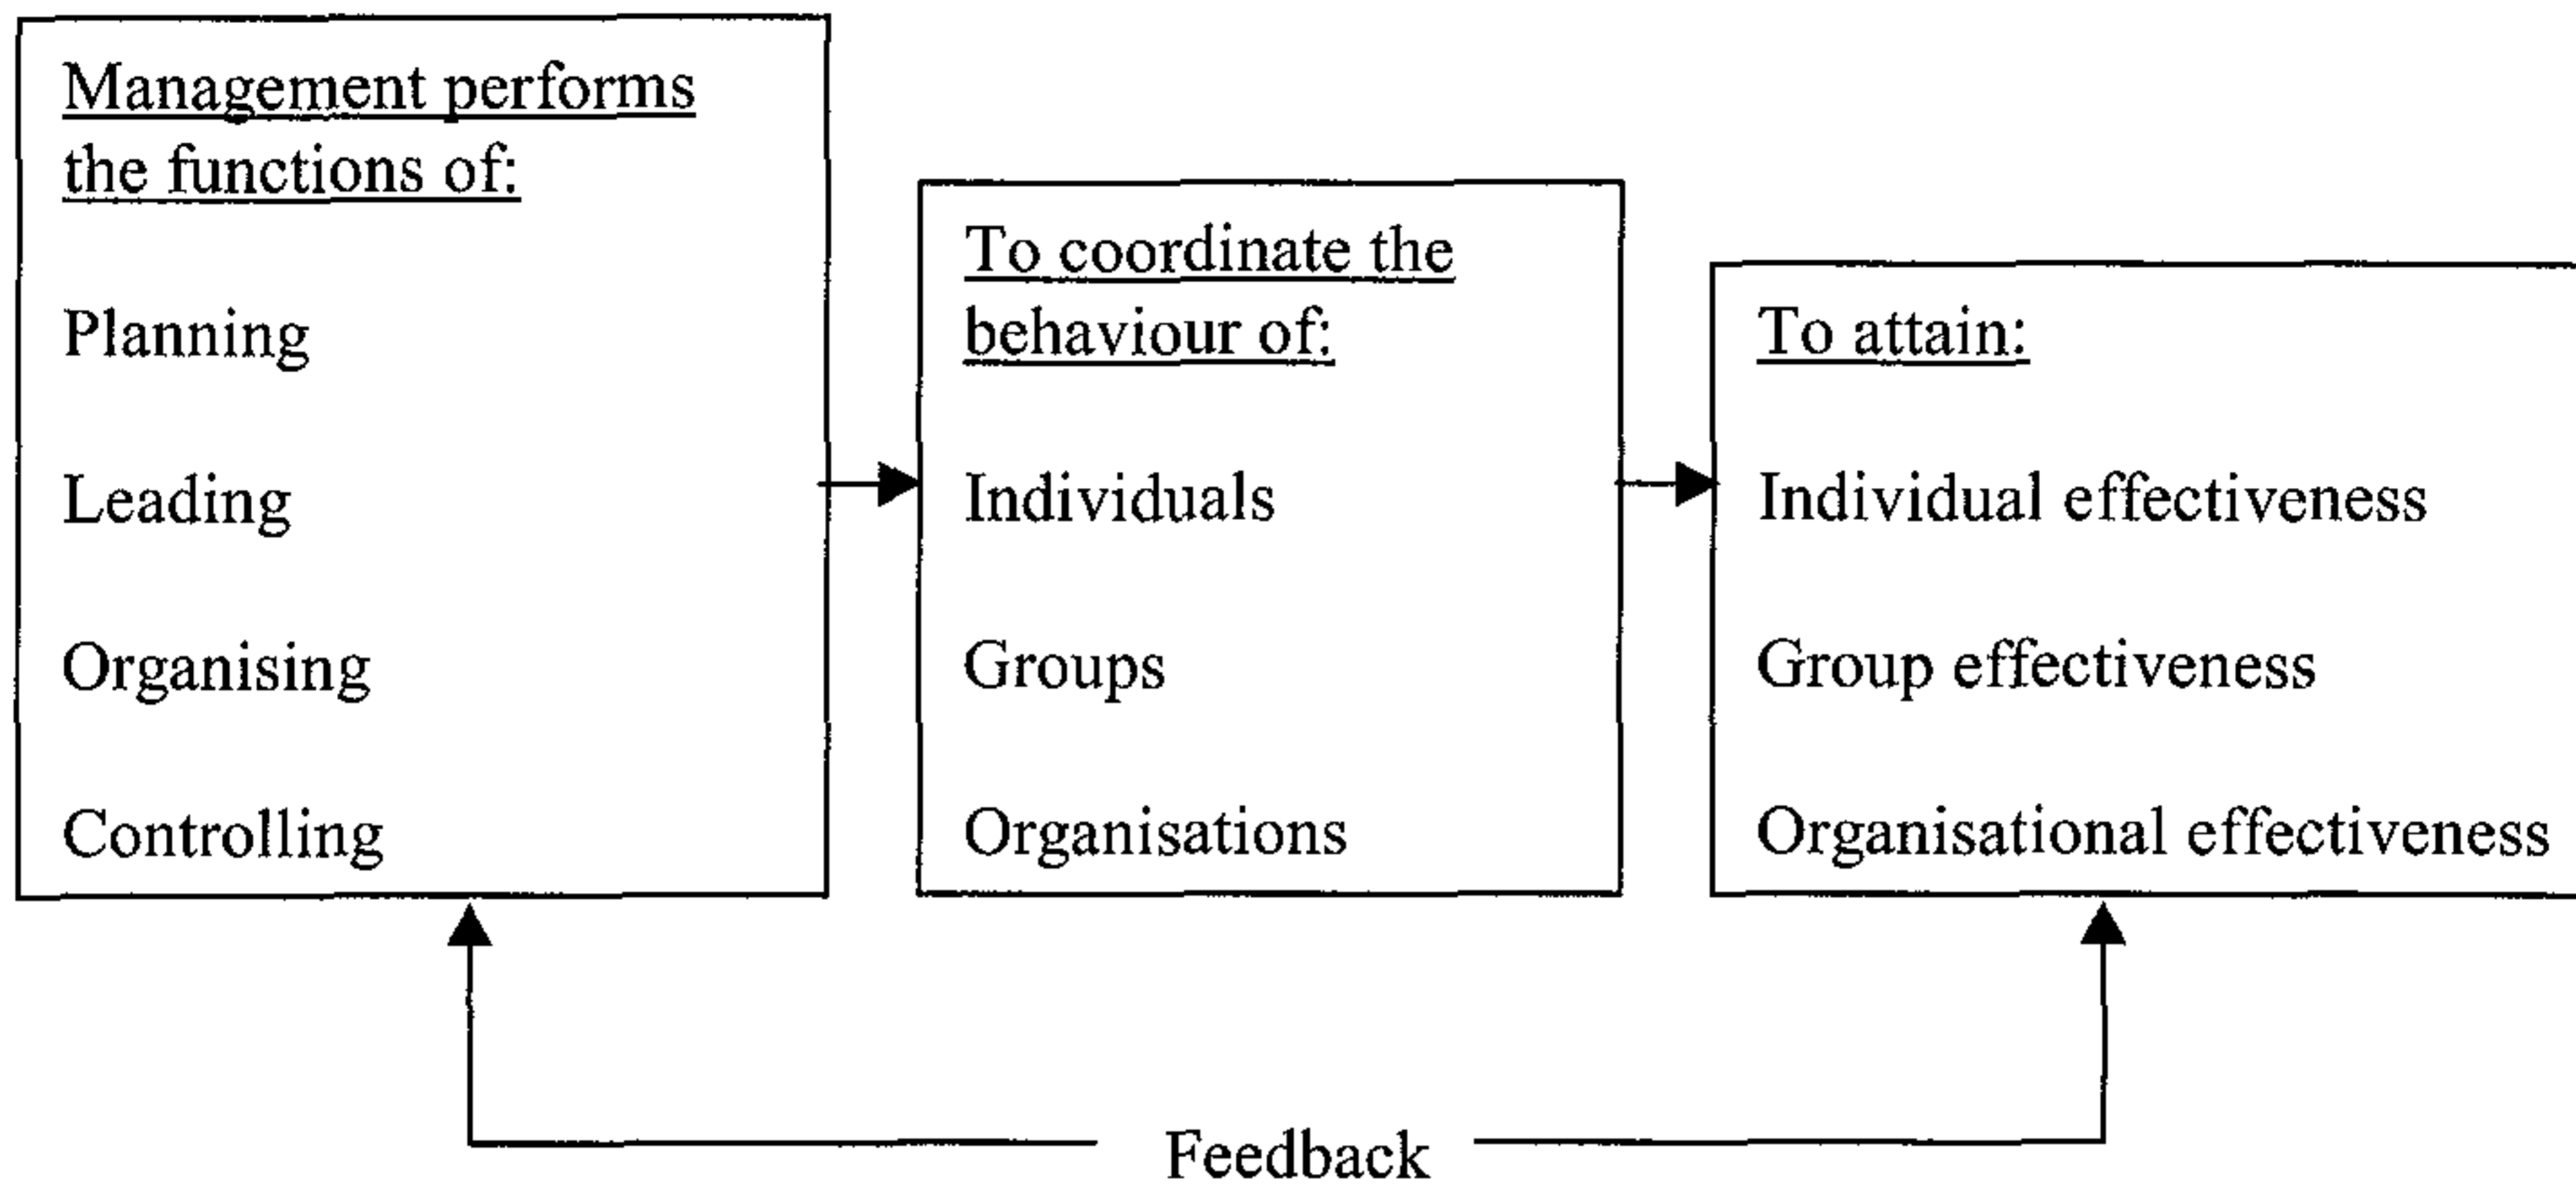 Management performs
the functions of:
Planning
Leading
Organising
Controlling
To coordinate the
behaviour of:
Individuals
Groups
Organisations
To attain:
Individual effectiveness
Group effectiveness
Organisational effectiveness
Feedback